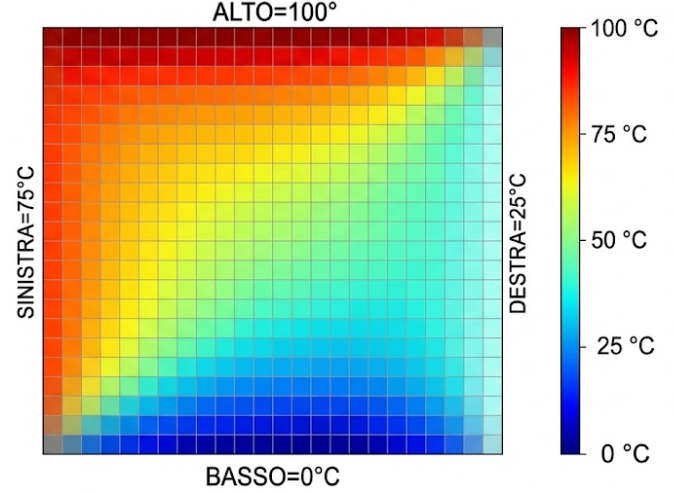 ALTO=100°
SINISTRA=75°C
DESTRA=25°C
BASSO=0°C
100 °C
75 °C
50 °C
25 °C
0 °C